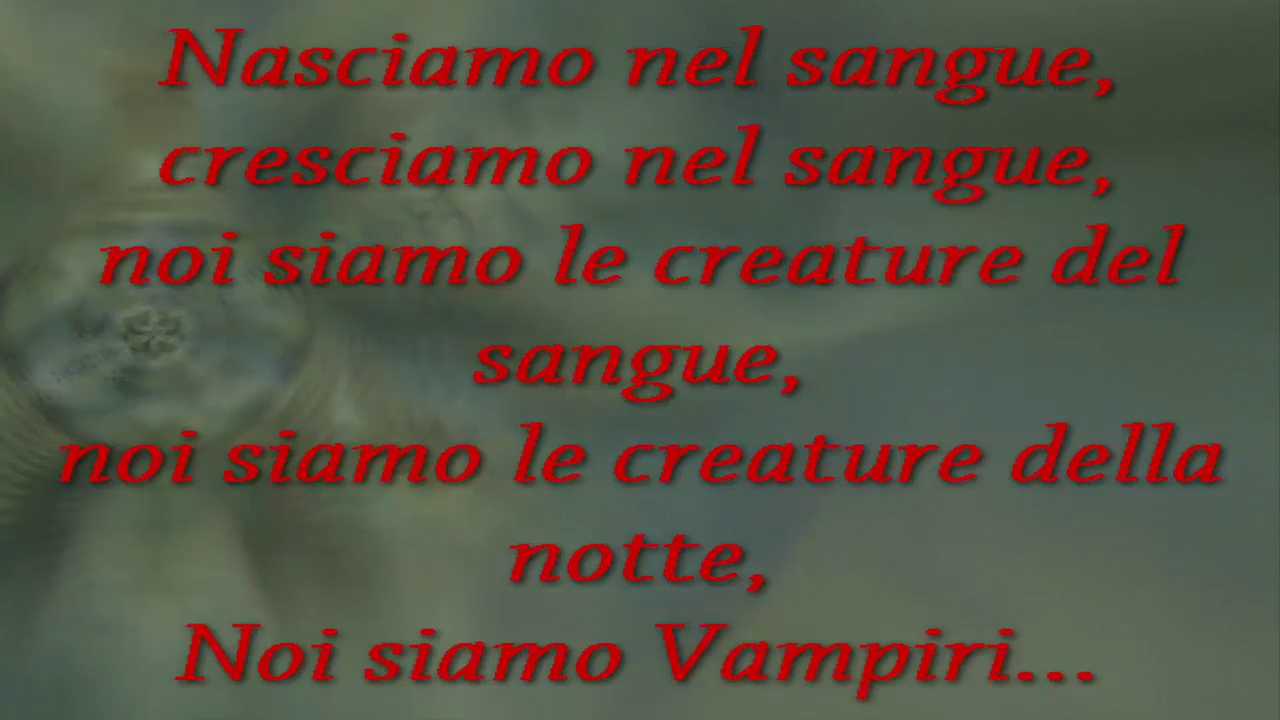 Nasciamo nel sangue,
cresciamo nel sangue,
noi siamo le creature del
sangue,
noi siamo le creature della
notte,
Noi siamo Vampiri...